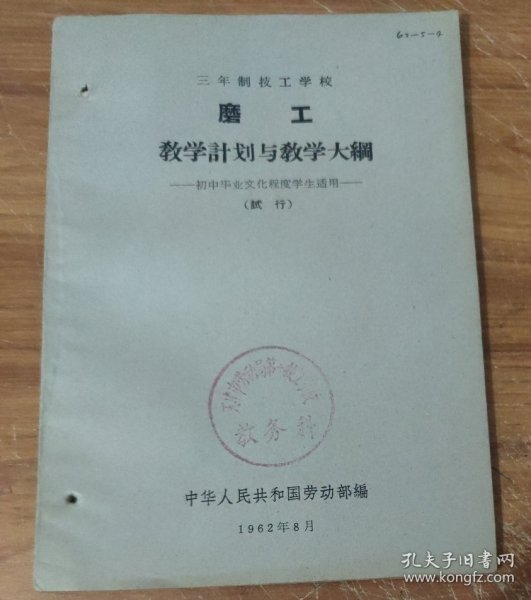 63-5-4
三年制技工学校
磨工
教学計划与教学大綱
——初中毕业文化程度学生适用——
（試行）
教务科
中华人民共和国劳动部編
1962年8月
孔夫子旧书网
www.kongfz.com